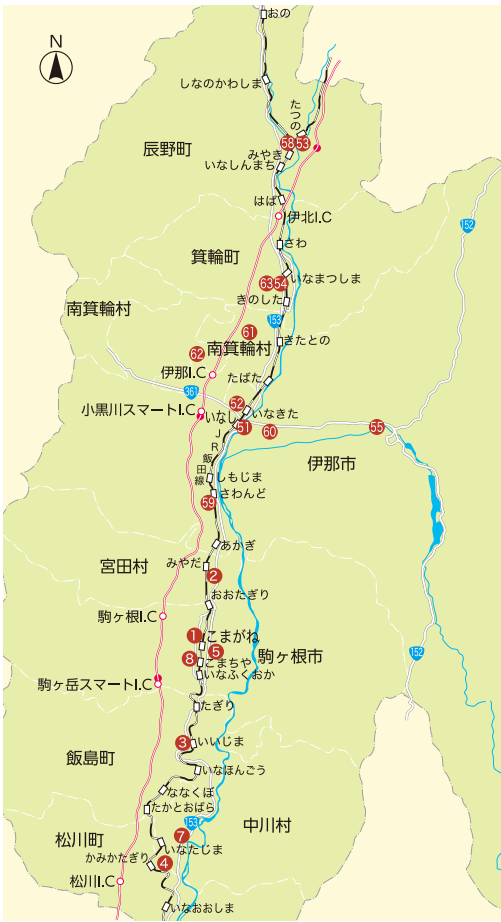 おの
N
しなのかわしま
たつの
58
53
辰野町
みやき
いなしんまち
152
はば
伊北I.C
さわ
箕輪町
いなまつしま
63
54
きのした
南箕輪村
153
61
きたとの
南箕輪村
62
伊那I.C
たばた
361
52
小黒川スマートI.C
いなし
いなきた
51
60
55
JR飯田線
伊那市
しもじま
さわんど
59
あかぎ
宮田村
みやだ
2
おおたぎり
駒ヶ根I.C
1
こまがね
5
駒ヶ根市
152
8
こまちや
いなふくおか
駒ヶ岳スマートI.C
たぎり
3
いいじま
飯島町
いなほんごう
ななくぼ
たかとおばら
153
中川村
7
松川町
いなたじま
かみかたぎり
4
松川I.C
いなおおしま